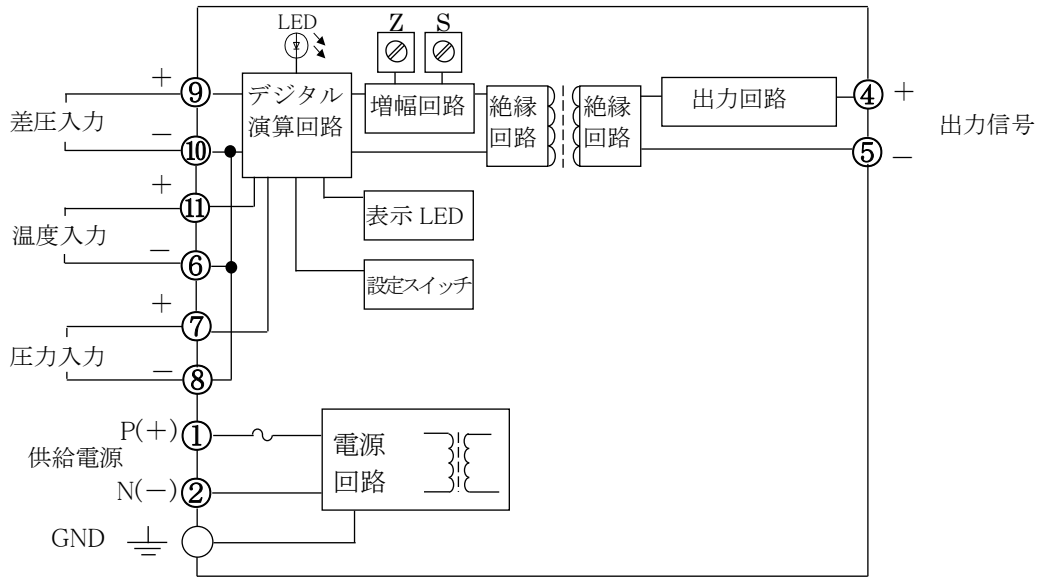 LED
Z
S
+
⑨
差圧入力
−
⑩
デジタル
演算回路
増幅回路
絶縁
回路
絶縁
回路
出力回路
④
+
⑤
−
出力信号
+
⑪
温度入力
−
⑥
表示 LED
設定スイッチ
+
⑦
圧力入力
−
⑧
P(+)
①
供給電源
N(−)
②
電源
回路
GND